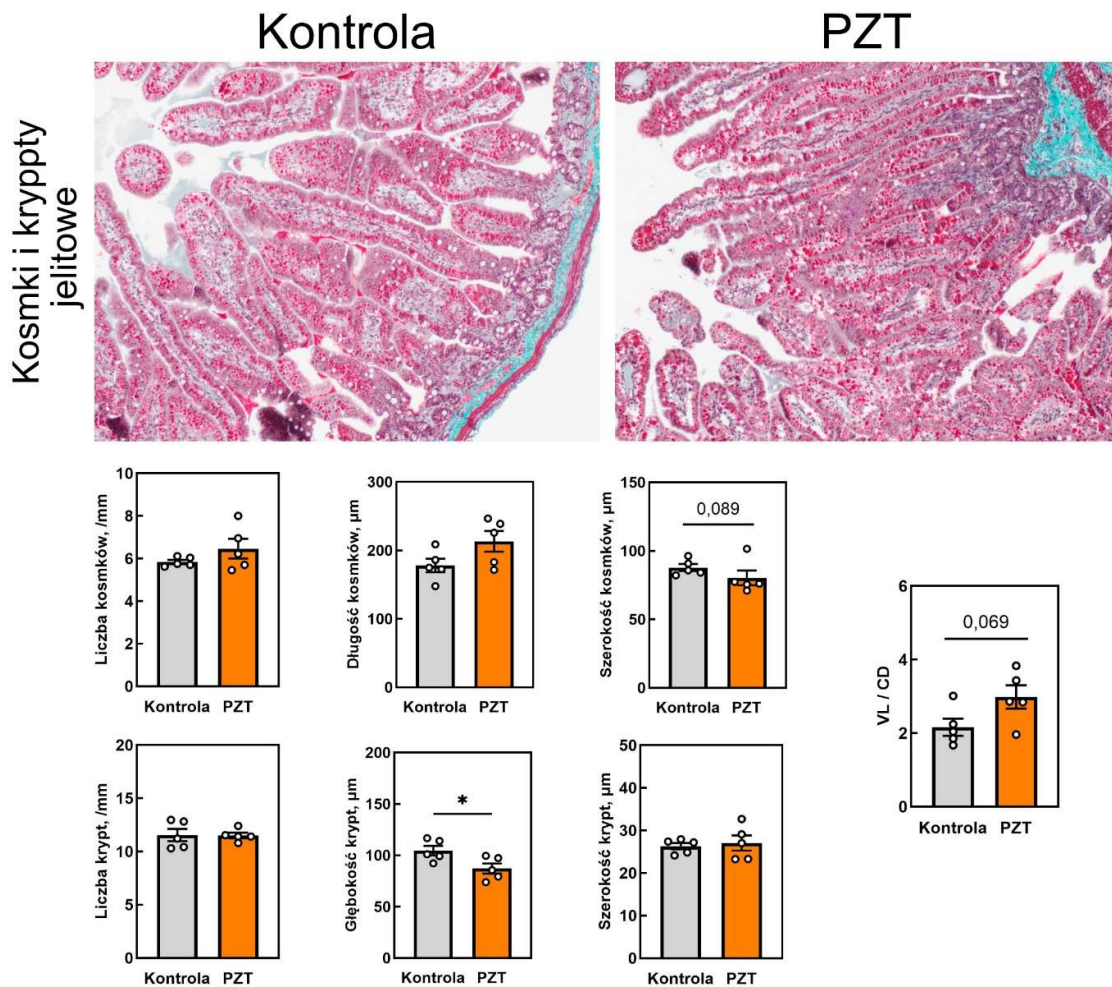 Kontrola
PZT
Kosmki i kryppty
jelitowe
Liczba kosmków, /mm
10
8
6
4
2
0
Kontrola PZT
Długość kosmków, µm
300
200
100
0
Kontrola PZT
Szerokość kosmków, µm
150
100
50
0
0,089
Kontrola PZT
VL / CD
6
4
2
0
0,069
Kontrola PZT
Liczba krypt, /mm
20
15
10
5
0
Kontrola PZT
Głębokość krypt, µm
200
150
100
50
0
*
Kontrola PZT
Szerokość krypt, µm
50
40
30
20
10
0
Kontrola PZT